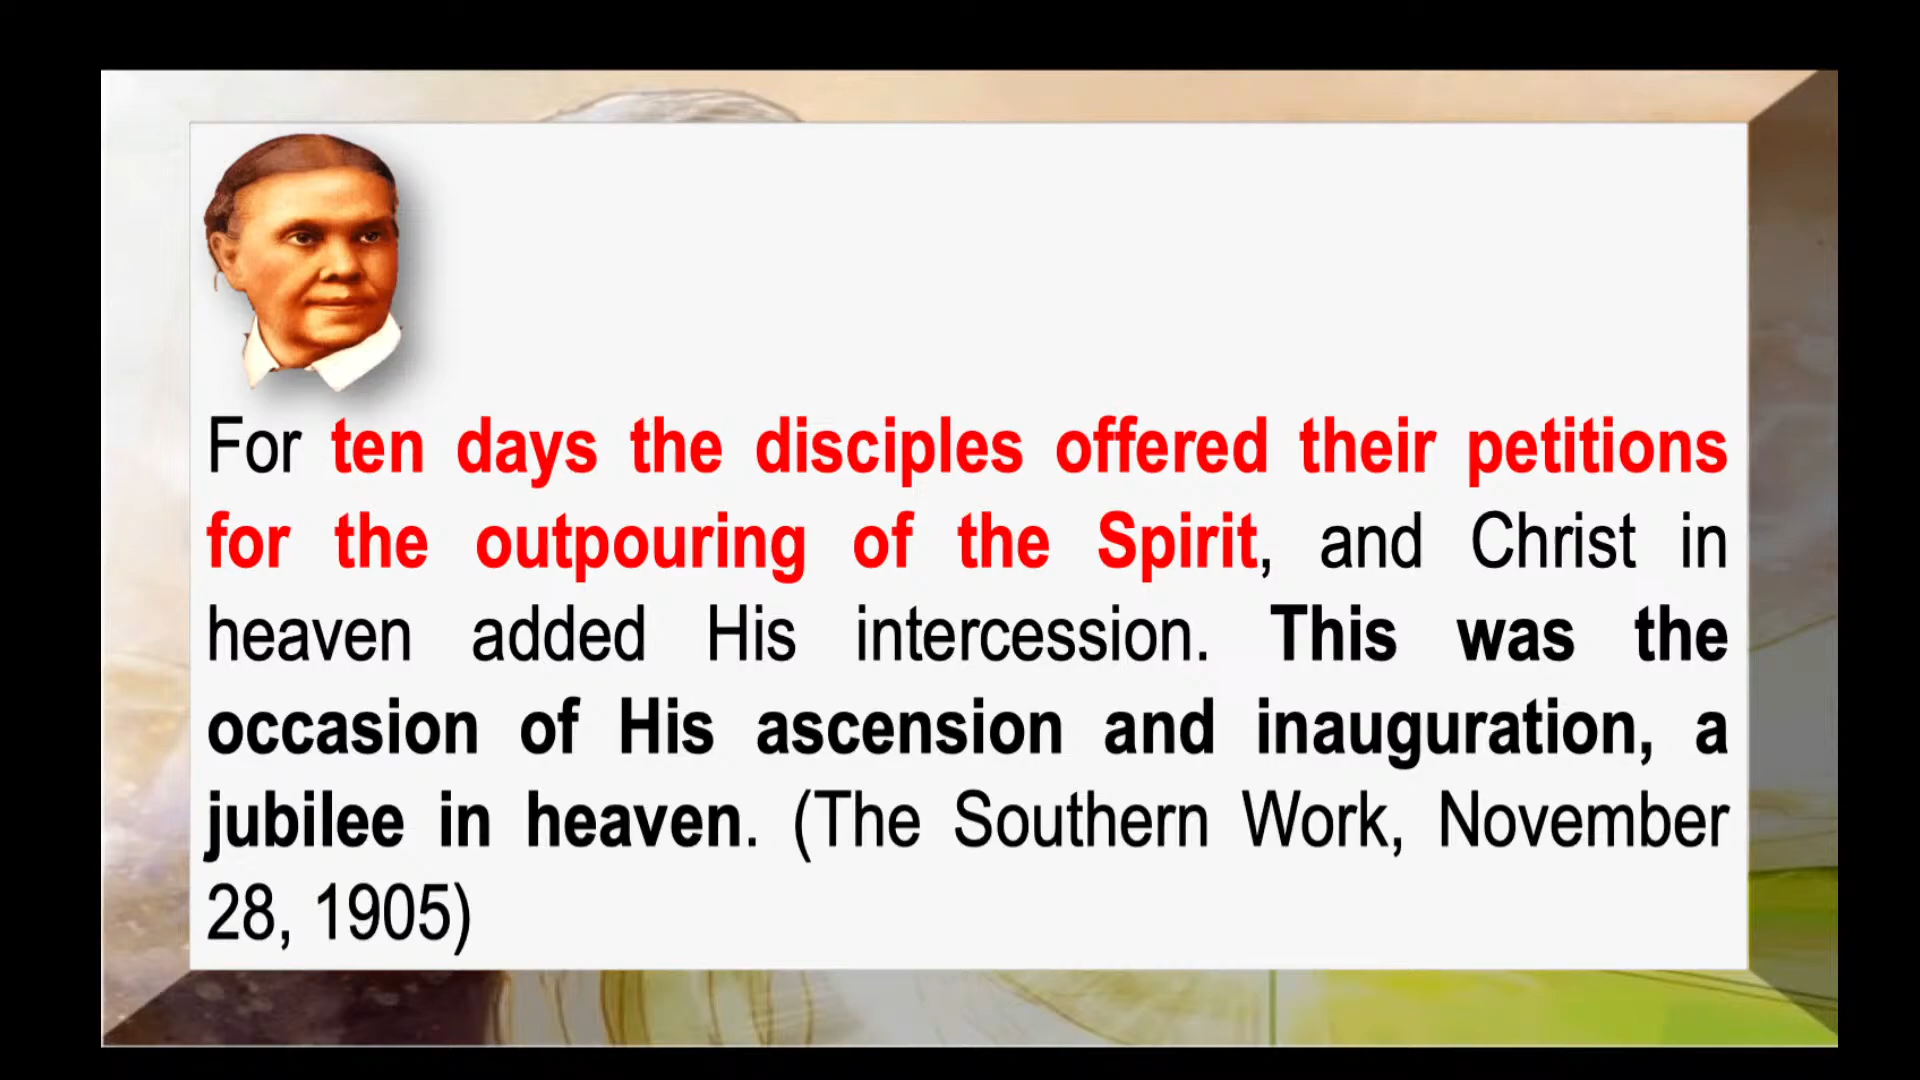 For ten days the disciples offered their petitions
for the outpouring of the Spirit, and Christ in
heaven added His intercession. This was the
occasion of His ascension and inauguration, a
jubilee in heaven. (The Southern Work, November
28, 1905)